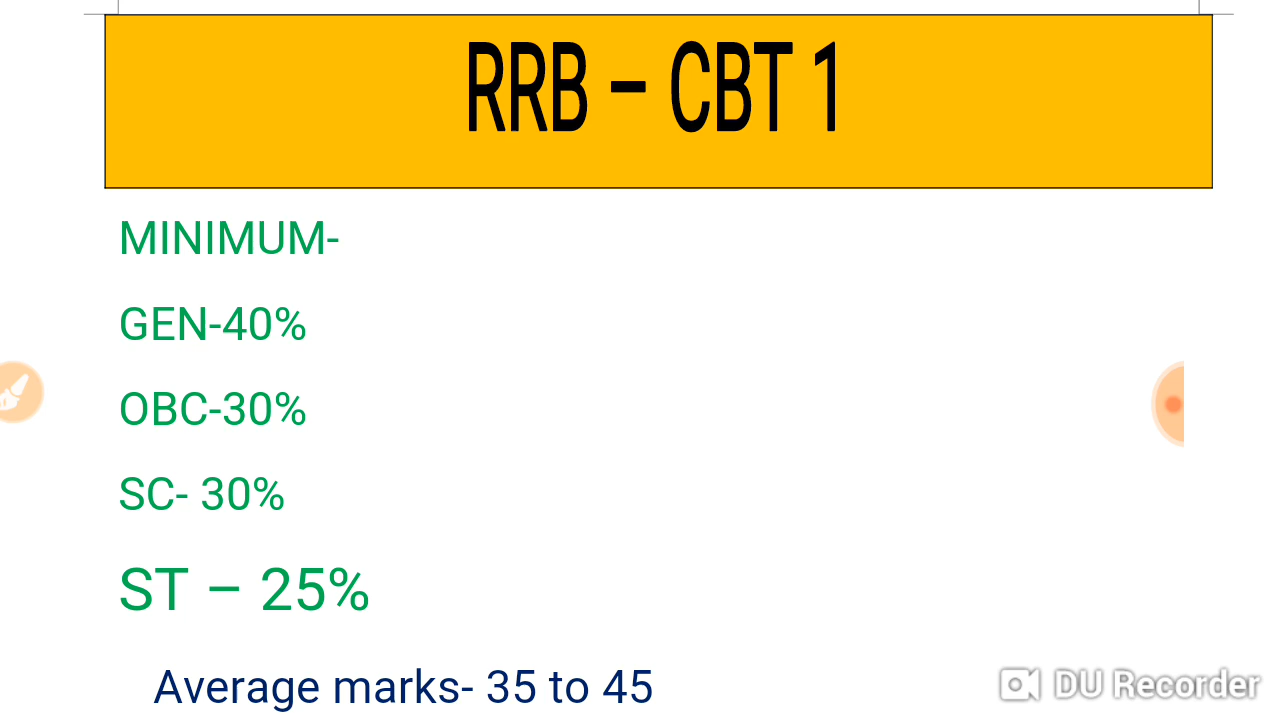 RRB – CBT 1
MINIMUM-
GEN-40%
OBC-30%
SC- 30%
ST – 25%
Average marks- 35 to 45
DU Recorder